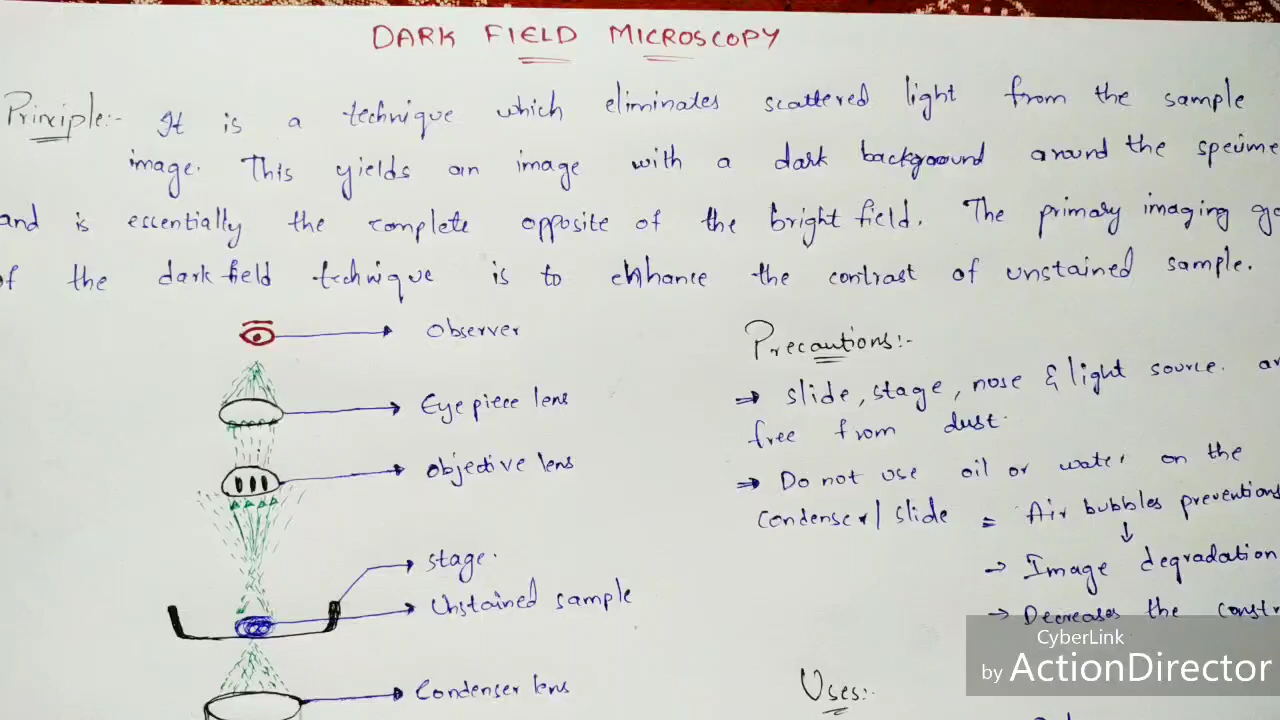 DARK FIELD MICROSCOPY
Principle:- It is a technique which eliminates scattered light from the sample
image. This yields an image with a dark background around the specime
and is essentially the complete opposite of the bright field. The primary imaging go
of the dark field technique is to enhance the contrast of unstained sample.
Observer
Eye piece lens
Objective lens
Stage.
Unstained sample
Condenser lens
Precautions:-
⇒ Slide, stage, nose & light source. ar
free from dust.
⇒ Do not use oil or water on the
Condenser/slide = Air bubbles preventions
↓
→ Image degradation
→ Decreases the constr
Uses:-
CyberLink
by ActionDirector